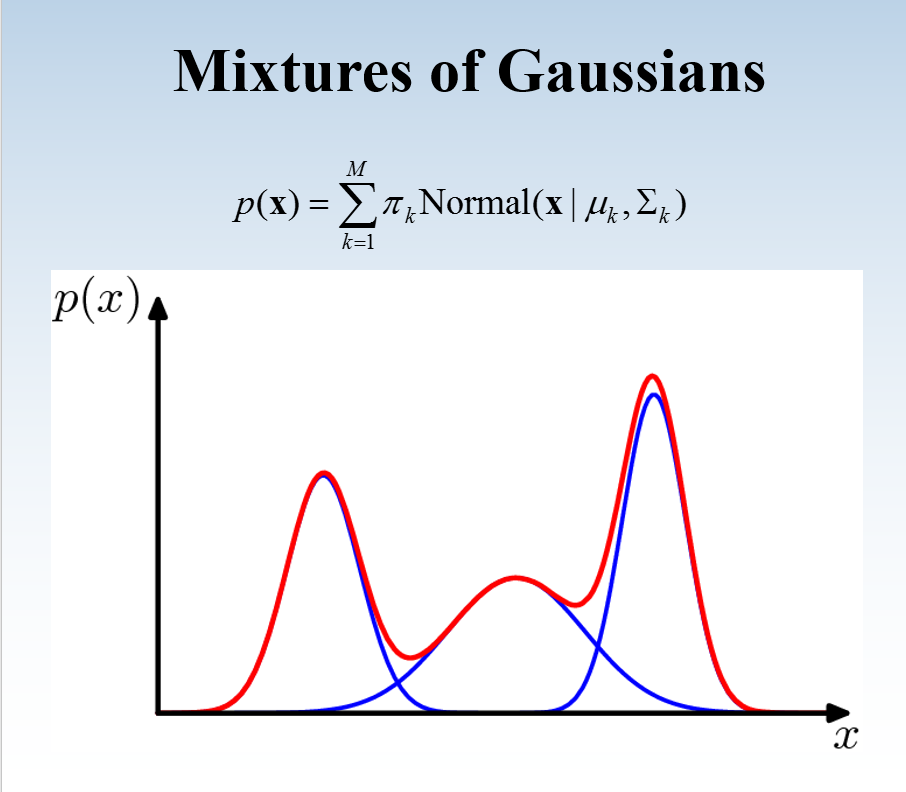 Mixtures of Gaussians
p(x) = ∑_{k=1}^{M} π_k Normal(x | μ_k, Σ_k)
p(x)
x